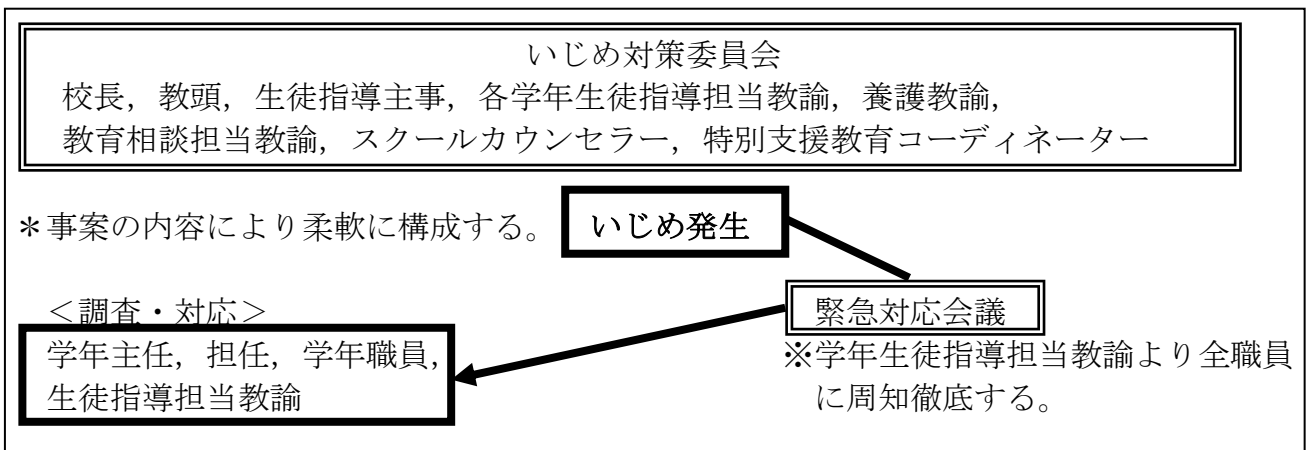 いじめ対策委員会
校長，教頭，生徒指導主事，各学年生徒指導担当教諭，養護教諭，
教育相談担当教諭，スクールカウンセラー，特別支援教育コーディネーター
＊事案の内容により柔軟に構成する。
いじめ発生
緊急対応会議
※学年生徒指導担当教諭より全職員
に周知徹底する。
＜調査・対応＞
学年主任，担任，学年職員，
生徒指導担当教諭